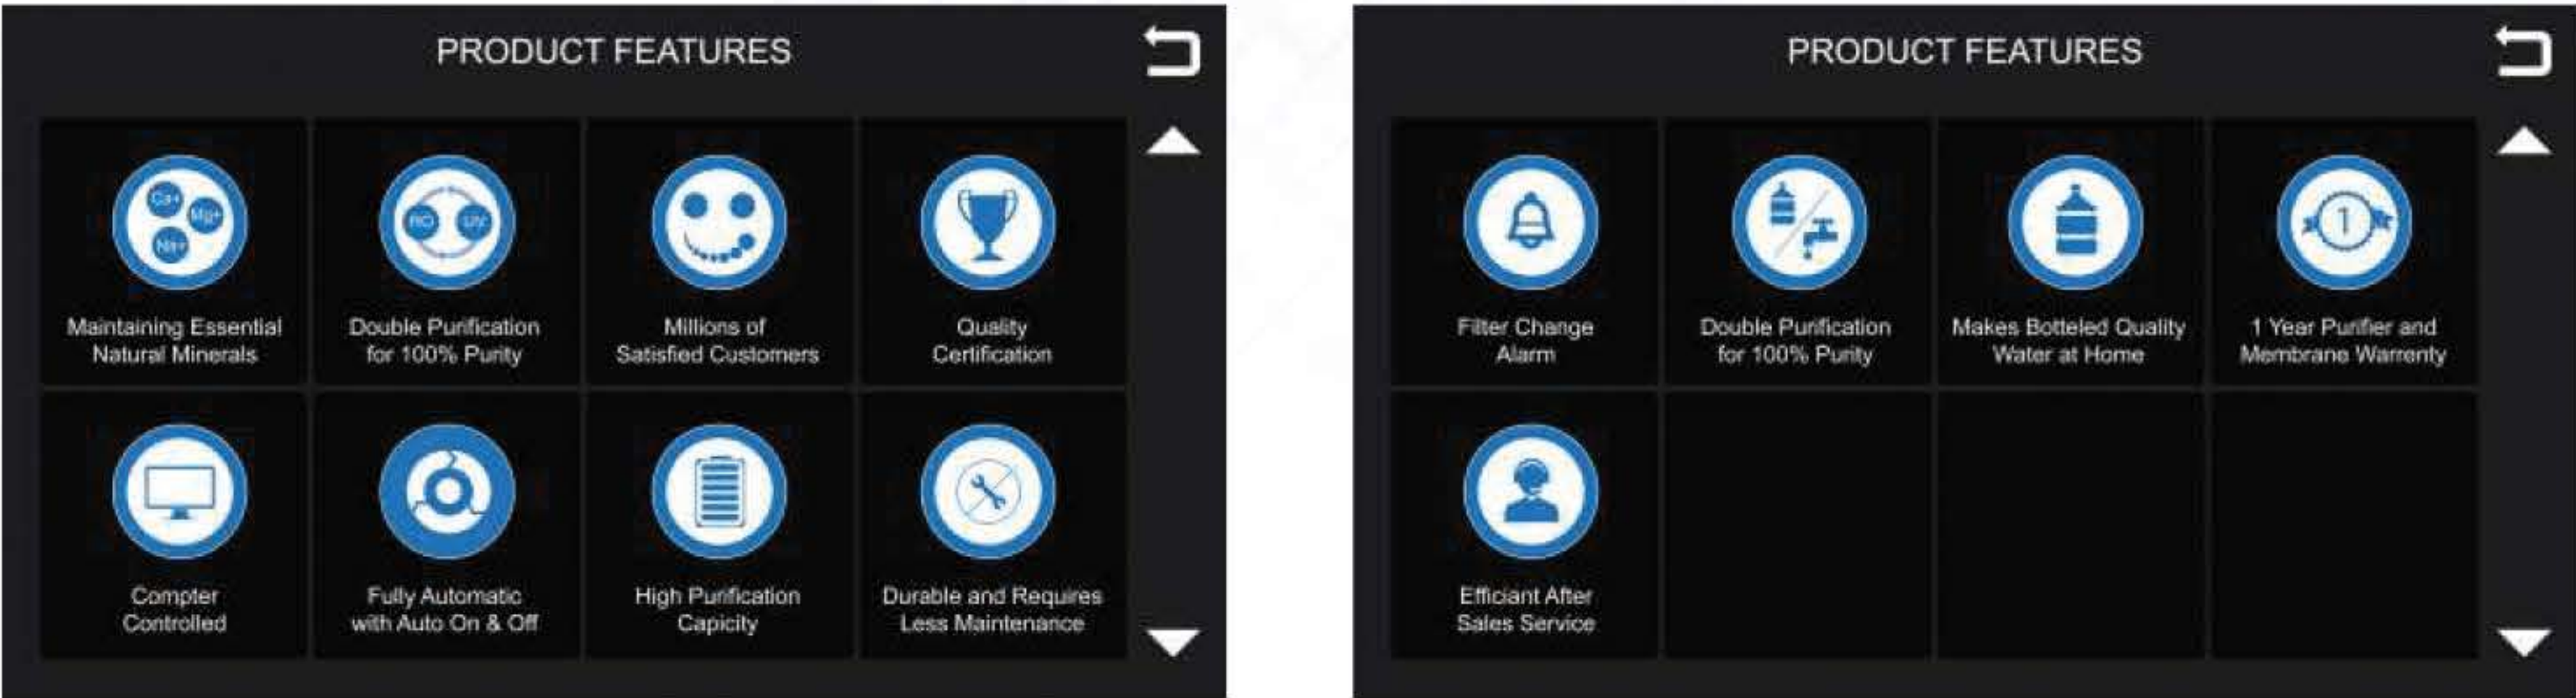 PRODUCT FEATURES
Ca+
Mg+
Na+
Maintaining Essential
Natural Minerals
RO
UV
Double Purification
for 100% Purity
Millions of
Satisfied Customers
Quality
Certification
Compter
Controlled
Fully Automatic
with Auto On & Off
High Purification
Capicity
Durable and Requires
Less Maintenance
PRODUCT FEATURES
Filter Change
Alarm
Double Purification
for 100% Purity
Makes Botteled Quality
Water at Home
1
1 Year Purifier and
Membrane Warrenty
Efficiant After
Sales Service